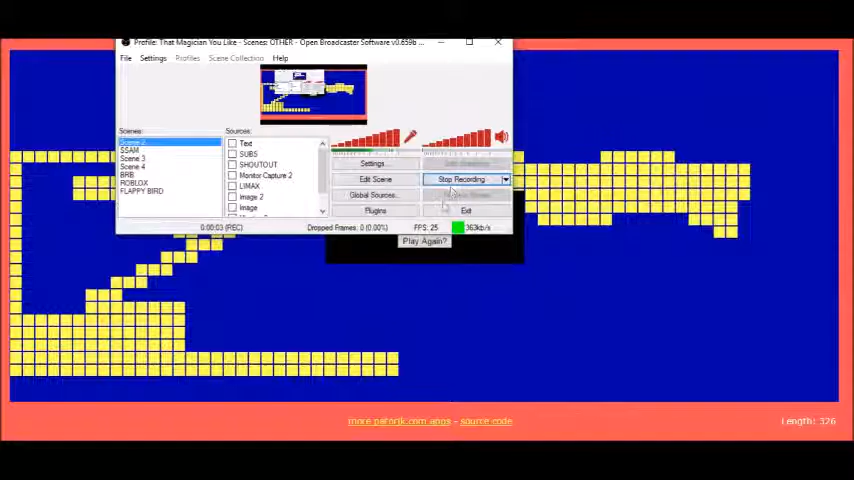 Profile: That Magician You Like - Scenes: OTHER - Open Broadcaster Software v0.659b ...
File Settings Profiles Scene Collection Help
Scenes:
Scene 2
SSAM
Scene 3
Scene 4
BRB
ROBLOX
FLAPPY BIRD
Sources:
Text
SUBS
SHOUTOUT
Monitor Capture 2
LIMAX
Image 2
Image
Settings...
Edit Scene
Stop Recording
Global Sources...
Plugins
Exit
0:00:03 (REC)
Dropped Frames: 0 (0.00%)
FPS: 25
363kb/s
Play Again?
more patorjk.com apps - source code
Length: 326